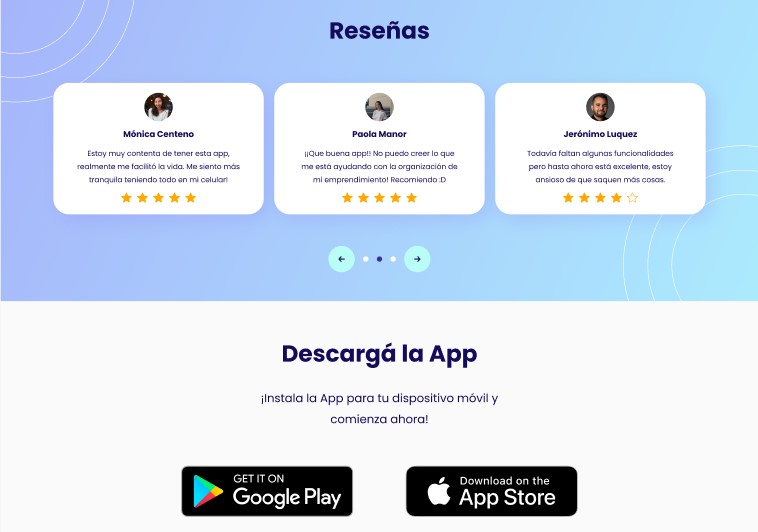 Reseñas
Mónica Centeno
Estoy muy contenta de tener esta app,
realmente me facilitó la vida. Me siento más
tranquila teniendo todo en mi celular!
Paola Manor
¡¡Que buena app!! No puedo creer lo que
me está ayudando con la organización de
mi emprendimiento! Recomiendo :D
Jerónimo Luquez
Todavía faltan algunas funcionalidades
pero hasta ahora está excelente, estoy
ansioso de que saquen más cosas.
Descargá la App
¡Instala la App para tu dispositivo móvil y
comienza ahora!
GET IT ON
Google Play
Download on the
App Store